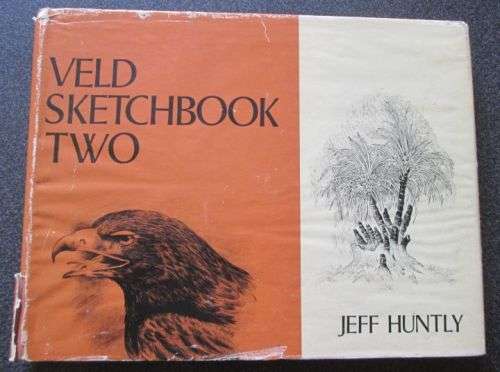 VELD
SKETCHBOOK
TWO
JEFF HUNTLY